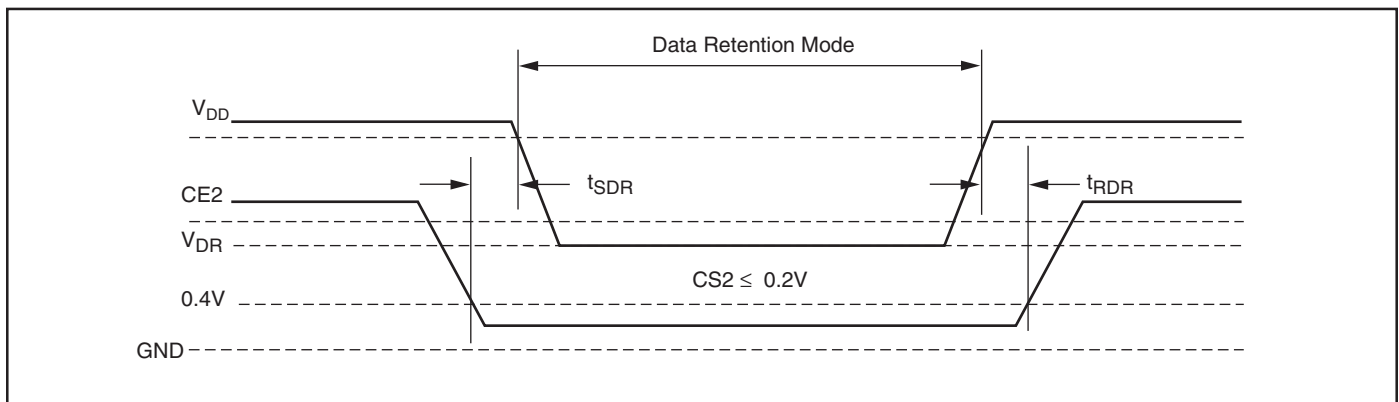 Data Retention Mode
VDD
tSDR
tRDR
CE2
VDR
CS2 ≤ 0.2V
0.4V
GND